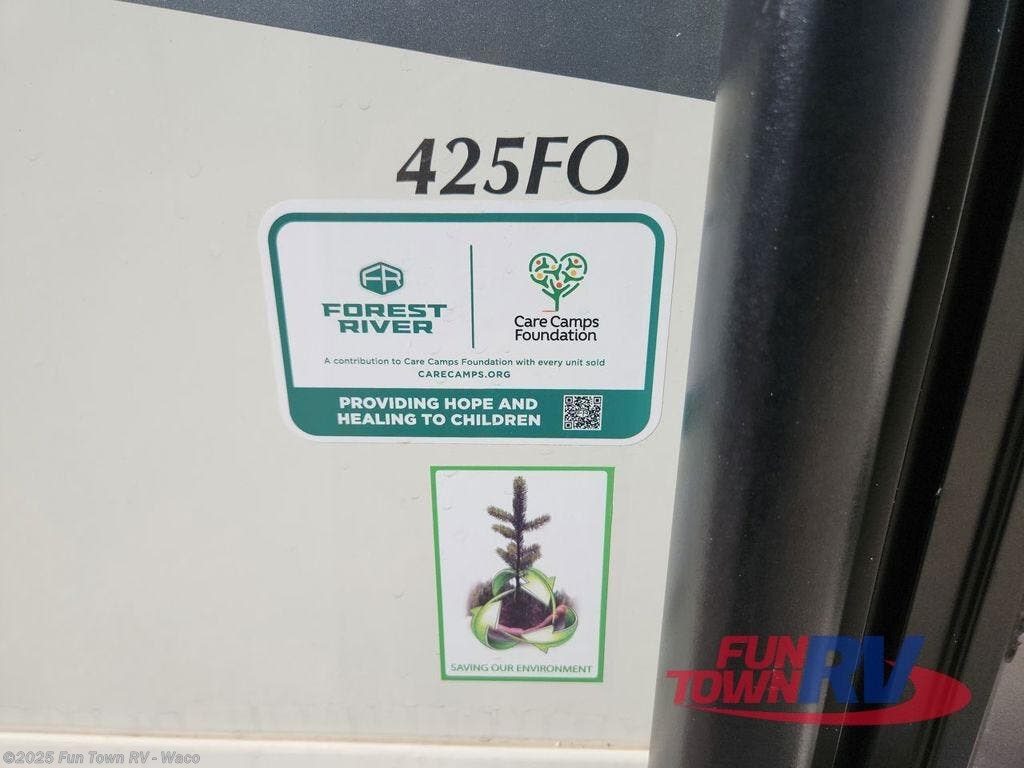 425FO
FR
FOREST
RIVER
Care Camps
Foundation
A contribution to Care Camps Foundation with every unit sold
CARECAMPS.ORG
PROVIDING HOPE AND
HEALING TO CHILDREN
SAVING OUR ENVIRONMENT
FUN
TOWN RV
©2025 Fun Town RV - Waco